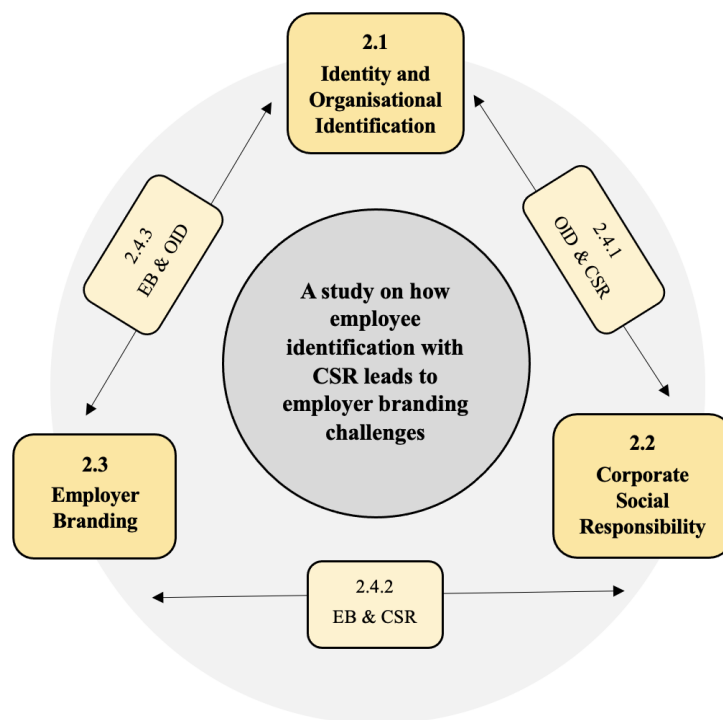 2.1
Identity and
Organisational
Identification
2.4.3
EB & OID
2.4.1
OID & CSR
A study on how
employee
identification with
CSR leads to
employer branding
challenges
2.3
Employer
Branding
2.2
Corporate
Social
Responsibility
2.4.2
EB & CSR